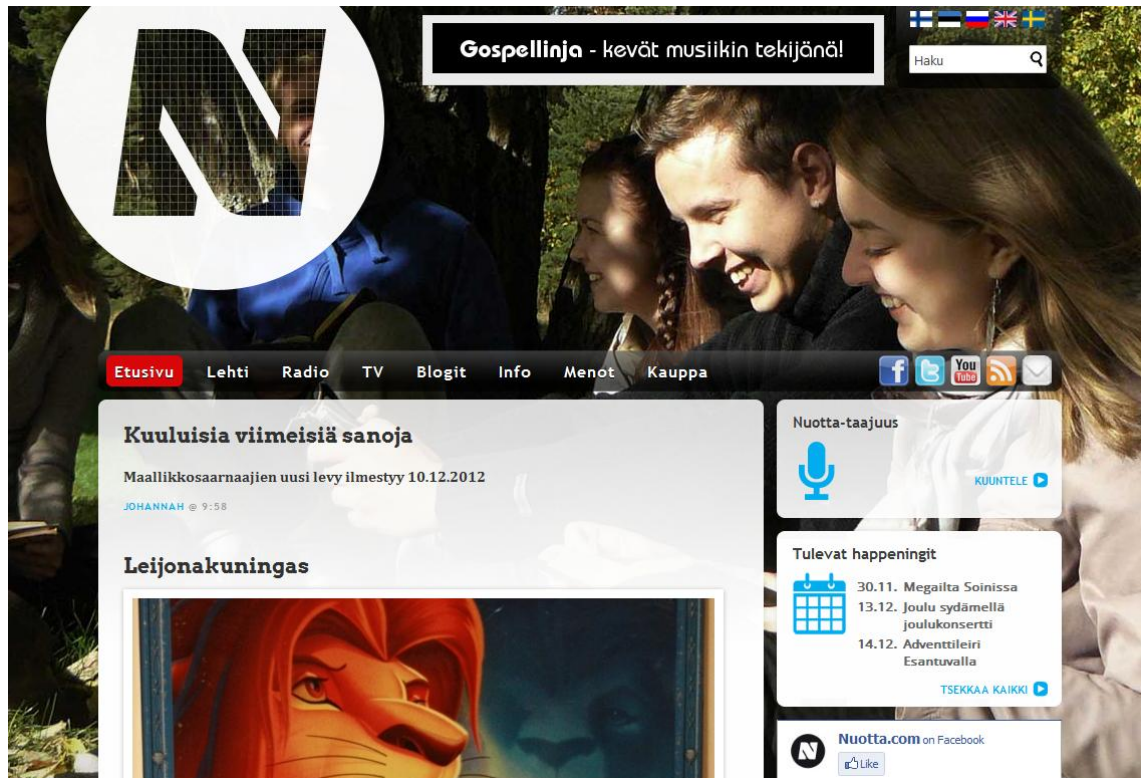 N
Gospellinja - kevät musiikin tekijänä!
Haku
Etusivu Lehti Radio TV Blogit Info Menot Kauppa
f t You Tube
Kuuluisia viimeisiä sanoja
Maallikkosaarnaajien uusi levy ilmestyy 10.12.2012
JOHANNAH @ 9:58
Leijonakuningas
Nuotta-taajuus
KUUNTELE
Tulevat happeningit
30.11. Megailta Soinissa
13.12. Joulu sydämellä
joulukonsertti
14.12. Adventtileiri
Esantuvalla
TSEKKAA KAIKKI
N
Nuotta.com on Facebook
Like